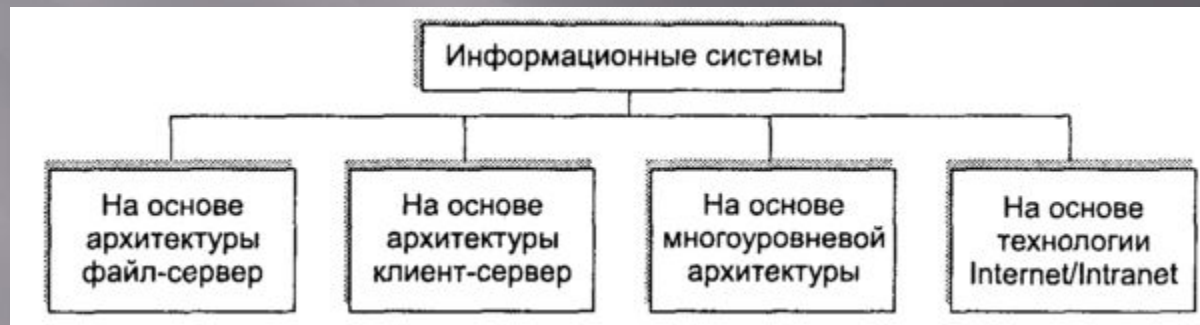 Информационные системы
На основе
архитектуры
файл-сервер
На основе
архитектуры
клиент-сервер
На основе
многоуровневой
архитектуры
На основе
технологии
Internet/Intranet